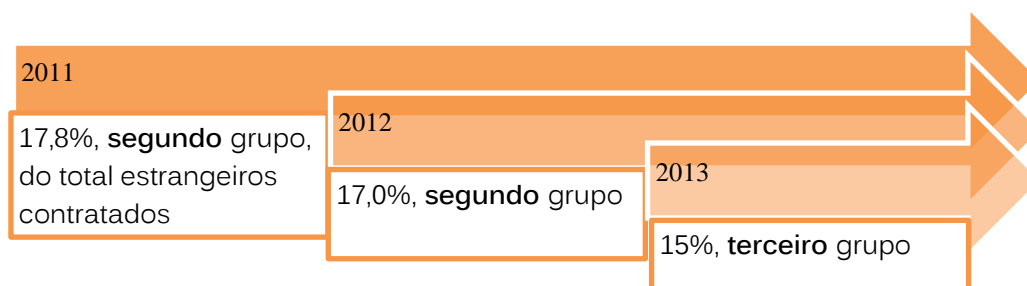 2011
17,8%, segundo grupo,
do total estrangeiros
contratados
2012
17,0%, segundo grupo
2013
15%, terceiro grupo